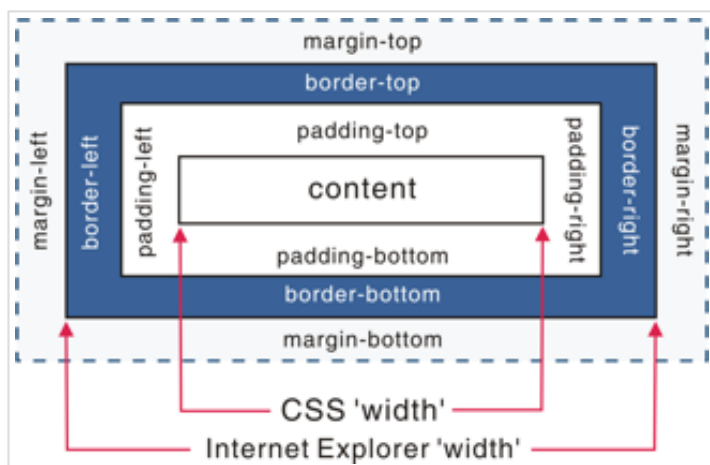 margin-top
border-top
padding-top
margin-left
border-left
padding-left
content
padding-right
border-right
margin-right
padding-bottom
border-bottom
margin-bottom
CSS 'width'
Internet Explorer 'width'